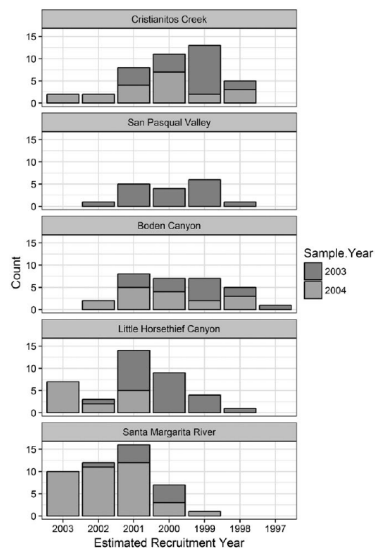 Cristianitos Creek
15
10
5
0
San Pasqual Valley
15
10
5
0
Boden Canyon
15
10
5
0
Little Horsethief Canyon
15
10
5
0
Santa Margarita River
15
10
5
0
2003 2002 2001 2000 1999 1998 1997
Estimated Recruitment Year
Count
Sample.Year
2003
2004